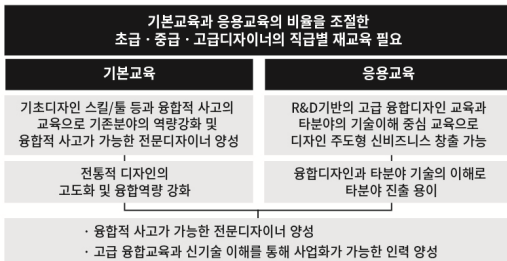 기본교육과 응용교육의 비율을 조절한
초급 · 중급 · 고급디자이너의 직급별 재교육 필요
기본교육
기초디자인 스킬/툴 등과 융합적 사고의
교육으로 기존분야의 역량강화 및
융합적 사고가 가능한 전문디자이너 양성
전통적 디자인의
고도화 및 융합역량 강화
응용교육
R&D기반의 고급 융합디자인 교육과
타분야의 기술이해 중심 교육으로
디자인 주도형 신비즈니스 창출 가능
융합디자인과 타분야 기술의 이해로
타분야 진출 용이
· 융합적 사고가 가능한 전문디자이너 양성
· 고급 융합교육과 신기술 이해를 통해 사업화가 가능한 인력 양성